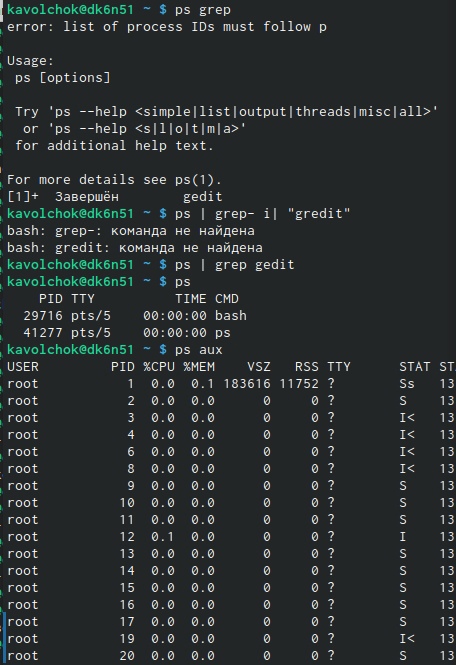 kavolchok@dk6n51 ~ $ ps grep
error: list of process IDs must follow p

Usage:
 ps [options]

 Try 'ps --help <simple|list|output|threads|misc|all>'
  or 'ps --help <s|l|o|t|m|a>'
 for additional help text.

For more details see ps(1).
[1]+  Завершён        gedit
kavolchok@dk6n51 ~ $ ps | grep- i| "gredit"
bash: grep-: команда не найдена
bash: gredit: команда не найдена
kavolchok@dk6n51 ~ $ ps | grep gedit
kavolchok@dk6n51 ~ $ ps
    PID TTY          TIME CMD
  29716 pts/5    00:00:00 bash
  41277 pts/5    00:00:00 ps
kavolchok@dk6n51 ~ $ ps aux
USER         PID %CPU %MEM    VSZ   RSS TTY      STAT ST
root           1  0.0  0.1 183616 11752 ?        Ss   13
root           2  0.0  0.0      0     0 ?        S    13
root           3  0.0  0.0      0     0 ?        I<   13
root           4  0.0  0.0      0     0 ?        I<   13
root           6  0.0  0.0      0     0 ?        I<   13
root           8  0.0  0.0      0     0 ?        I<   13
root           9  0.0  0.0      0     0 ?        S    13
root          10  0.0  0.0      0     0 ?        S    13
root          11  0.0  0.0      0     0 ?        S    13
root          12  0.1  0.0      0     0 ?        I    13
root          13  0.0  0.0      0     0 ?        S    13
root          14  0.0  0.0      0     0 ?        S    13
root          15  0.0  0.0      0     0 ?        S    13
root          16  0.0  0.0      0     0 ?        S    13
root          17  0.0  0.0      0     0 ?        S    13
root          19  0.0  0.0      0     0 ?        I<   13
root          20  0.0  0.0      0     0 ?        S    13